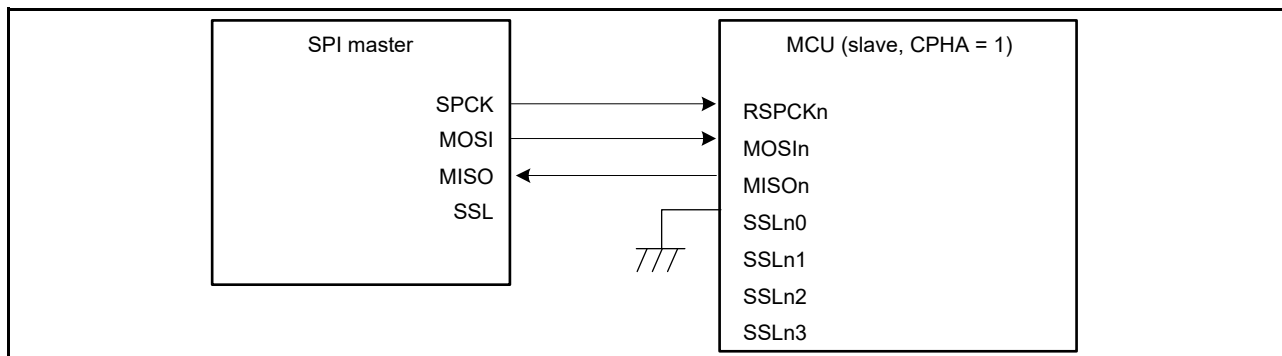 SPI master
SPCK
MOSI
MISO
SSL
MCU (slave, CPHA = 1)
RSPCKn
MOSIn
MISOn
SSLn0
SSLn1
SSLn2
SSLn3